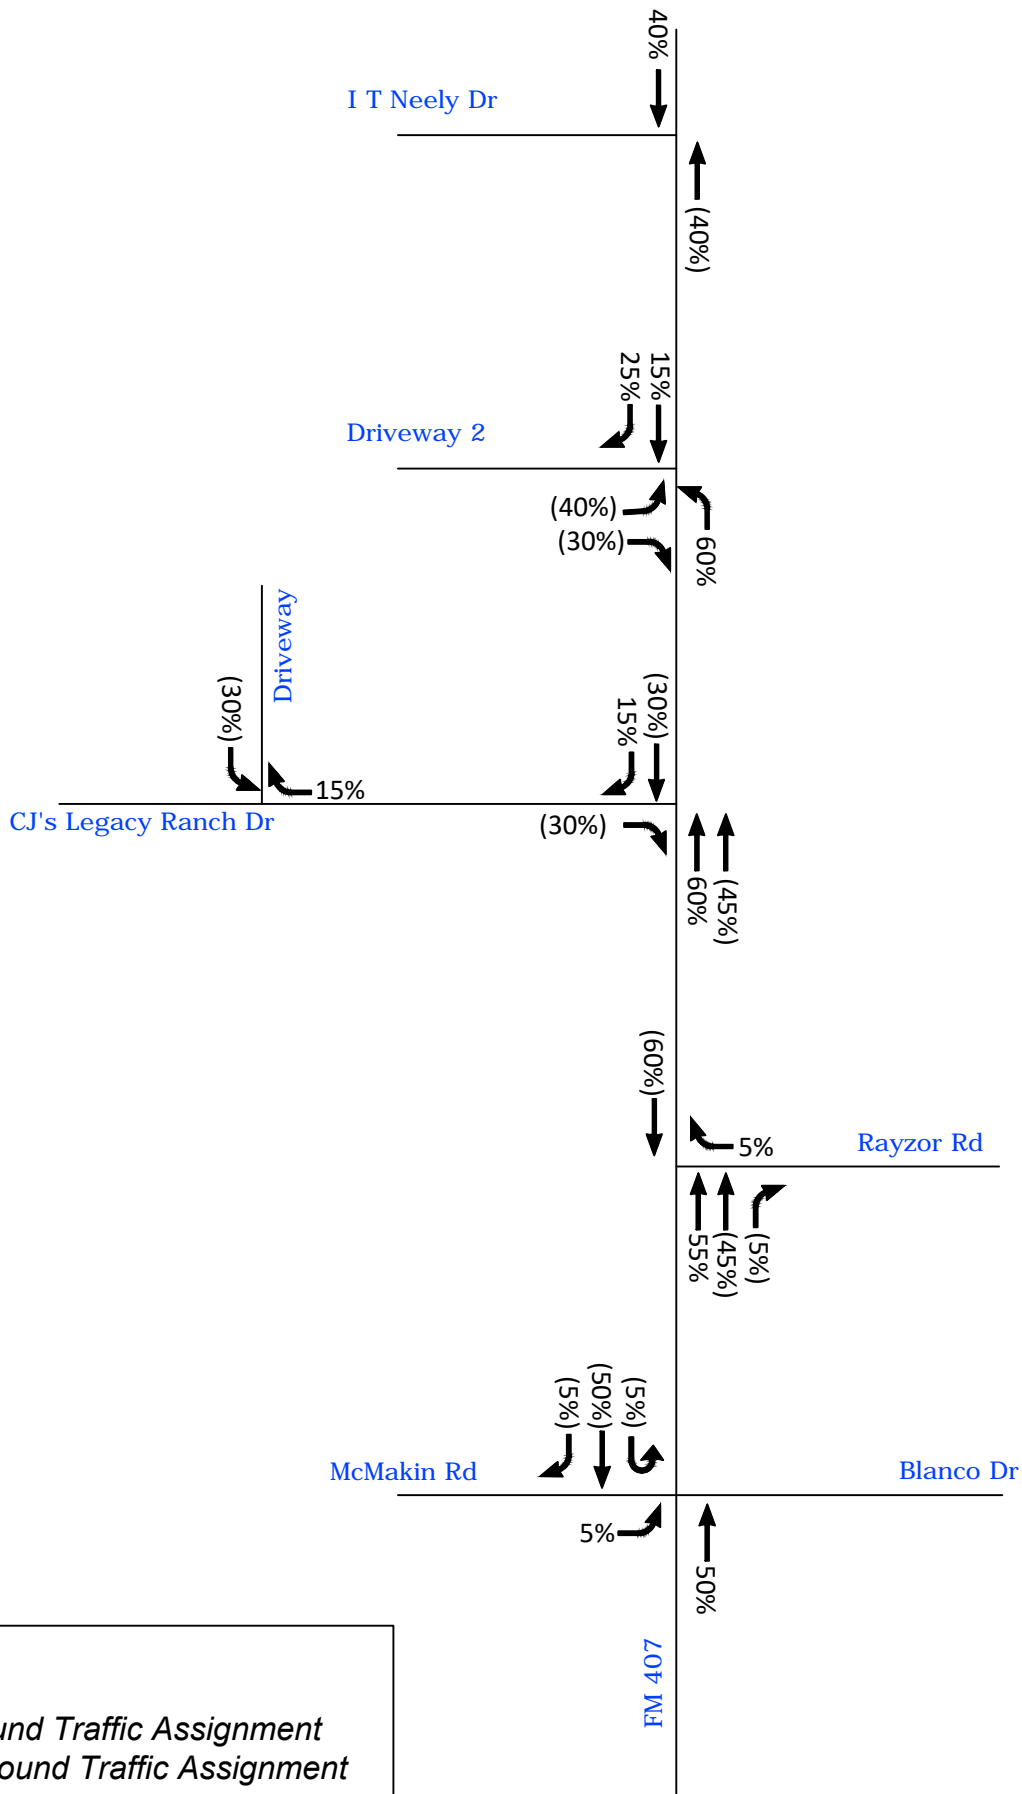 40%
I T Neely Dr
(40%)
15%
25%
Driveway 2
(40%)
(30%)
60%
Driveway
(30%)
(30%)
15%
15%
CJ's Legacy Ranch Dr
(30%)
60%
(45%)
(60%)
5%
Rayzor Rd
55%
(45%)
(5%)
(5%)
(50%)
(5%)
McMakin Rd
Blanco Dr
5%
50%
FM 407
Traffic Assignment
Traffic Assignment